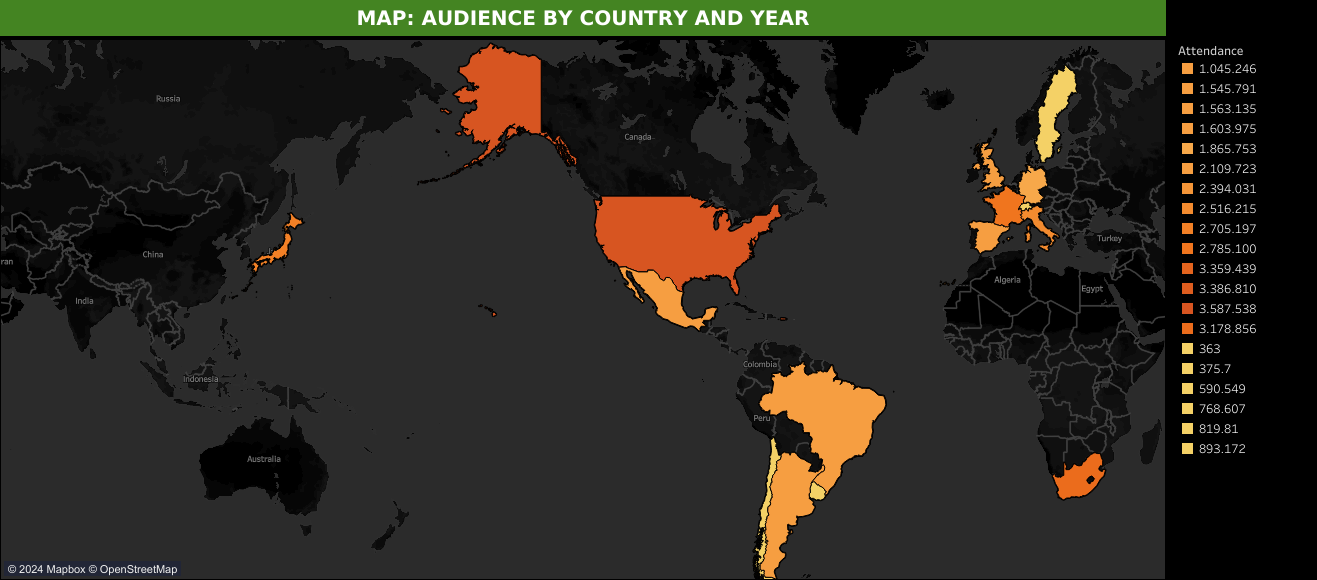 MAP: AUDIENCE BY COUNTRY AND YEAR
Attendance
1.045.246
1.545.791
1.563.135
1.603.975
1.865.753
2.109.723
2.394.031
2.516.215
2.705.197
2.785.100
3.359.439
3.386.810
3.587.538
3.178.856
363
375.7
590.549
768.607
819.81
893.172
Russia
Canada
China
Turkey
ran
India
Algeria
Egypt
Colombia
Indonesia
Peru
Australia
© 2024 Mapbox © OpenStreetMap